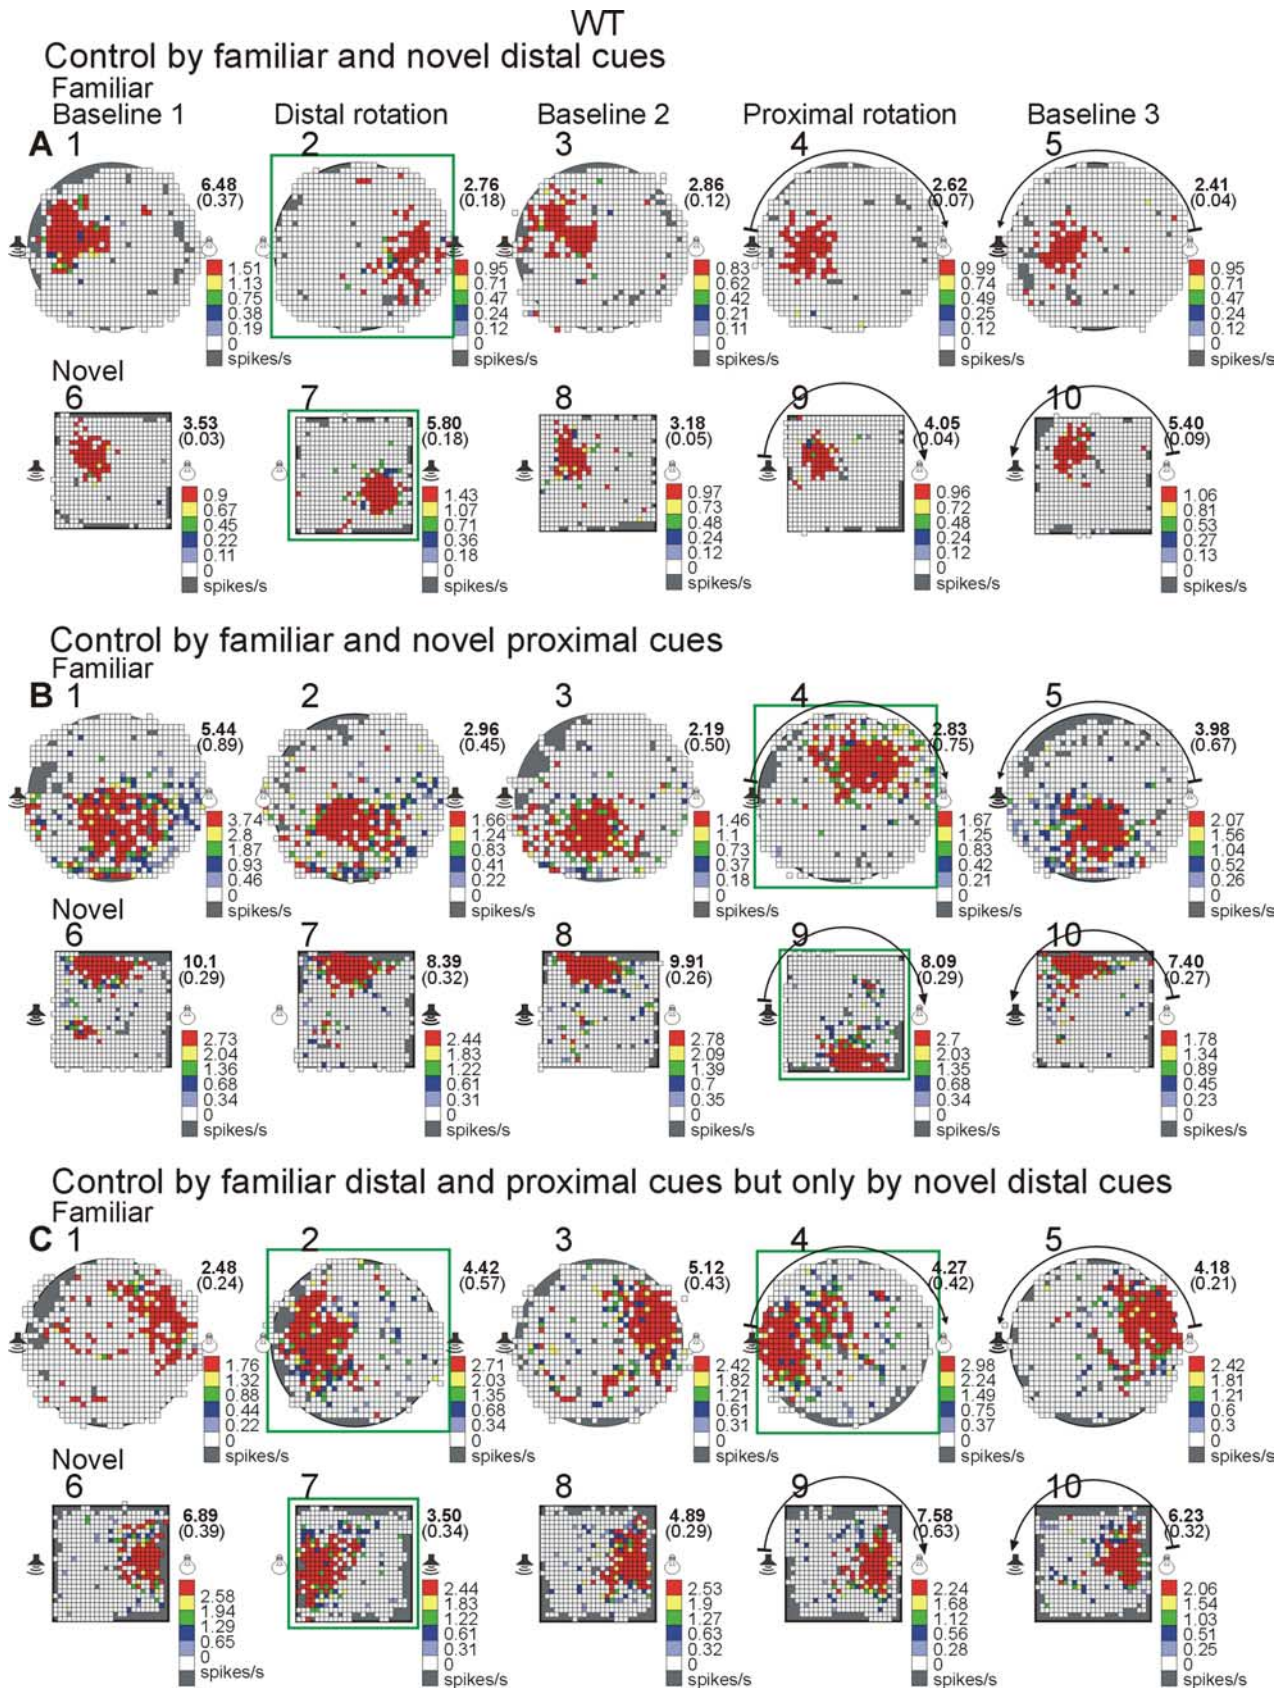 WT
Control by familiar and novel distal cues
Familiar
Baseline 1 Distal rotation Baseline 2 Proximal rotation Baseline 3
A 1 2 3 4 5
6.48 2.76 2.86 2.62 2.41
(0.37) (0.18) (0.12) (0.07) (0.04)
1.51 0.95 0.83 0.99 0.95
1.13 0.71 0.62 0.74 0.71
0.75 0.47 0.42 0.49 0.47
0.38 0.24 0.21 0.25 0.24
0.19 0.12 0.11 0.12 0.12
0 0 0 0 0
spikes/s spikes/s spikes/s spikes/s spikes/s
Novel
6 7 8 9 10
3.53 5.80 3.18 4.05 5.40
(0.03) (0.18) (0.05) (0.04) (0.09)
0.9 1.43 0.97 0.96 1.06
0.67 1.07 0.73 0.72 0.81
0.45 0.71 0.48 0.48 0.53
0.22 0.36 0.24 0.24 0.27
0.11 0.18 0.12 0.12 0.13
0 0 0 0 0
spikes/s spikes/s spikes/s spikes/s spikes/s
Control by familiar and novel proximal cues
Familiar
B 1 2 3 4 5
5.44 2.96 2.19 2.83 3.98
(0.89) (0.45) (0.50) (0.75) (0.67)
3.74 1.66 1.46 1.67 2.07
2.8 1.24 1.1 1.25 1.56
1.87 0.83 0.73 0.83 1.04
0.93 0.41 0.37 0.42 0.52
0.46 0.22 0.18 0.21 0.26
0 0 0 0 0
spikes/s spikes/s spikes/s spikes/s spikes/s
Novel
6 7 8 9 10
10.1 8.39 9.91 8.09 7.40
(0.29) (0.32) (0.26) (0.29) (0.27)
2.73 2.44 2.78 2.7 1.78
2.04 1.83 2.09 2.03 1.34
1.36 1.22 1.39 1.35 0.89
0.68 0.61 0.7 0.68 0.45
0.34 0.31 0.35 0.34 0.23
0 0 0 0 0
spikes/s spikes/s spikes/s spikes/s spikes/s
Control by familiar distal and proximal cues but only by novel distal cues
Familiar
C 1 2 3 4 5
2.48 4.42 5.12 4.27 4.18
(0.24) (0.57) (0.43) (0.42) (0.21)
1.76 2.71 2.42 2.98 2.42
1.32 2.03 1.82 2.24 1.81
0.88 1.35 1.21 1.49 1.21
0.44 0.68 0.61 0.75 0.6
0.22 0.34 0.31 0.37 0.3
0 0 0 0 0
spikes/s spikes/s spikes/s spikes/s spikes/s
Novel
6 7 8 9 10
6.89 3.50 4.89 7.58 6.23
(0.39) (0.34) (0.29) (0.63) (0.32)
2.58 2.44 2.53 2.24 2.06
1.94 1.83 1.9 1.68 1.54
1.29 1.22 1.27 1.12 1.03
0.65 0.61 0.63 0.56 0.51
0 0.31 0.32 0.28 0.25
spikes/s 0 0 0 0
spikes/s spikes/s spikes/s spikes/s